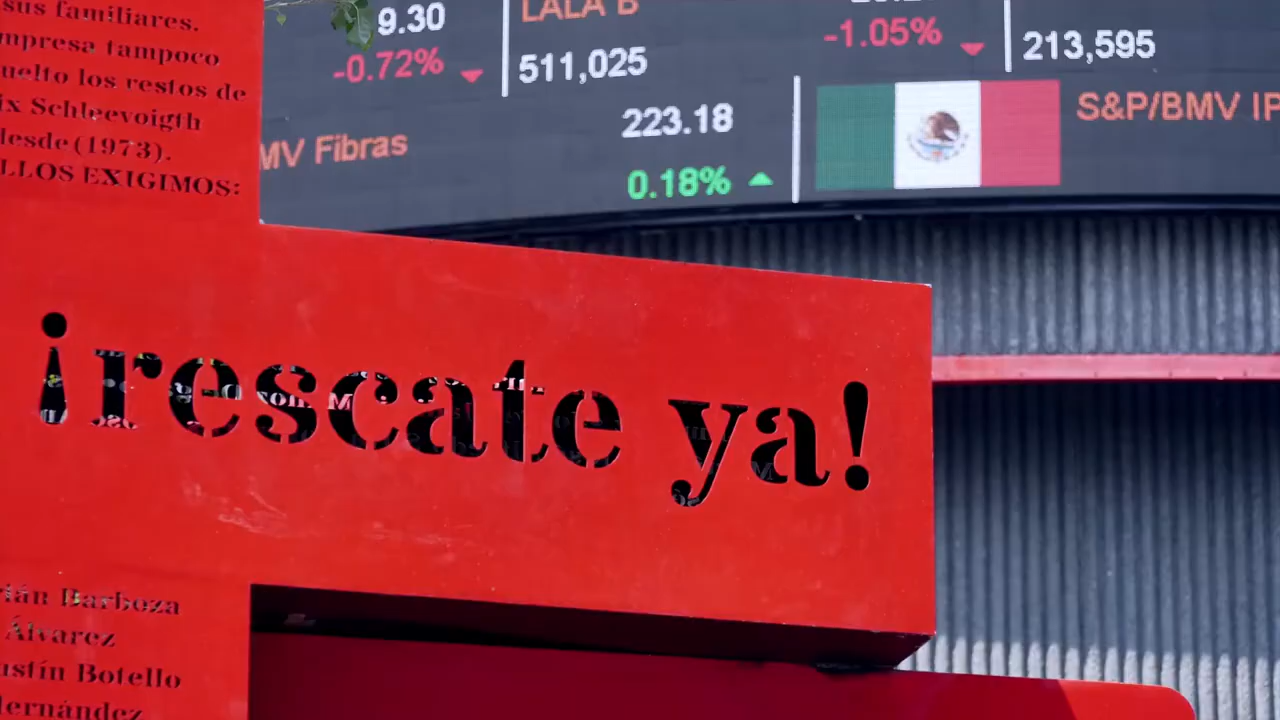 sus familiares.
mpresa tampoco
uelto los restos de
ix Schleevoigth
desde (1973).
LLOS EXIGIMOS:
9.30
-0.72%
LALA B
511,025
-1.05%
213,595
MV Fibras
223.18
0.18%
S&P/BMV IP
¡rescate ya!
rián Barboza
Álvarez
ustín Botello
Hernández